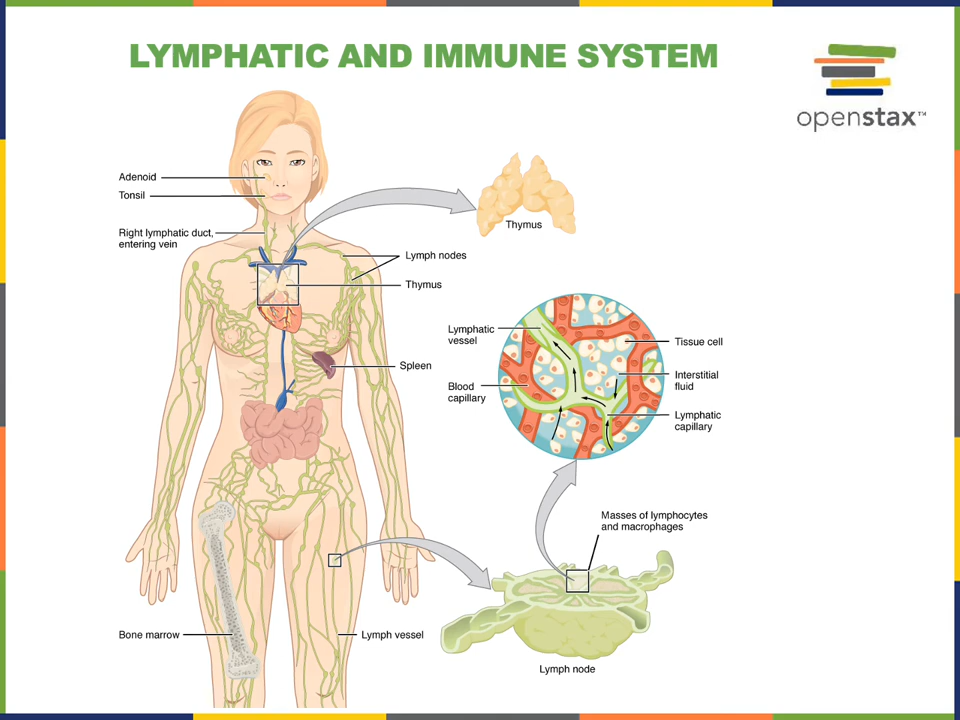 LYMPHATIC AND IMMUNE SYSTEM
openstax™
Adenoid
Tonsil
Right lymphatic duct,
entering vein
Thymus
Lymph nodes
Thymus
Spleen
Lymphatic
vessel
Blood
capillary
Tissue cell
Interstitial
fluid
Lymphatic
capillary
Masses of lymphocytes
and macrophages
Bone marrow
Lymph vessel
Lymph node